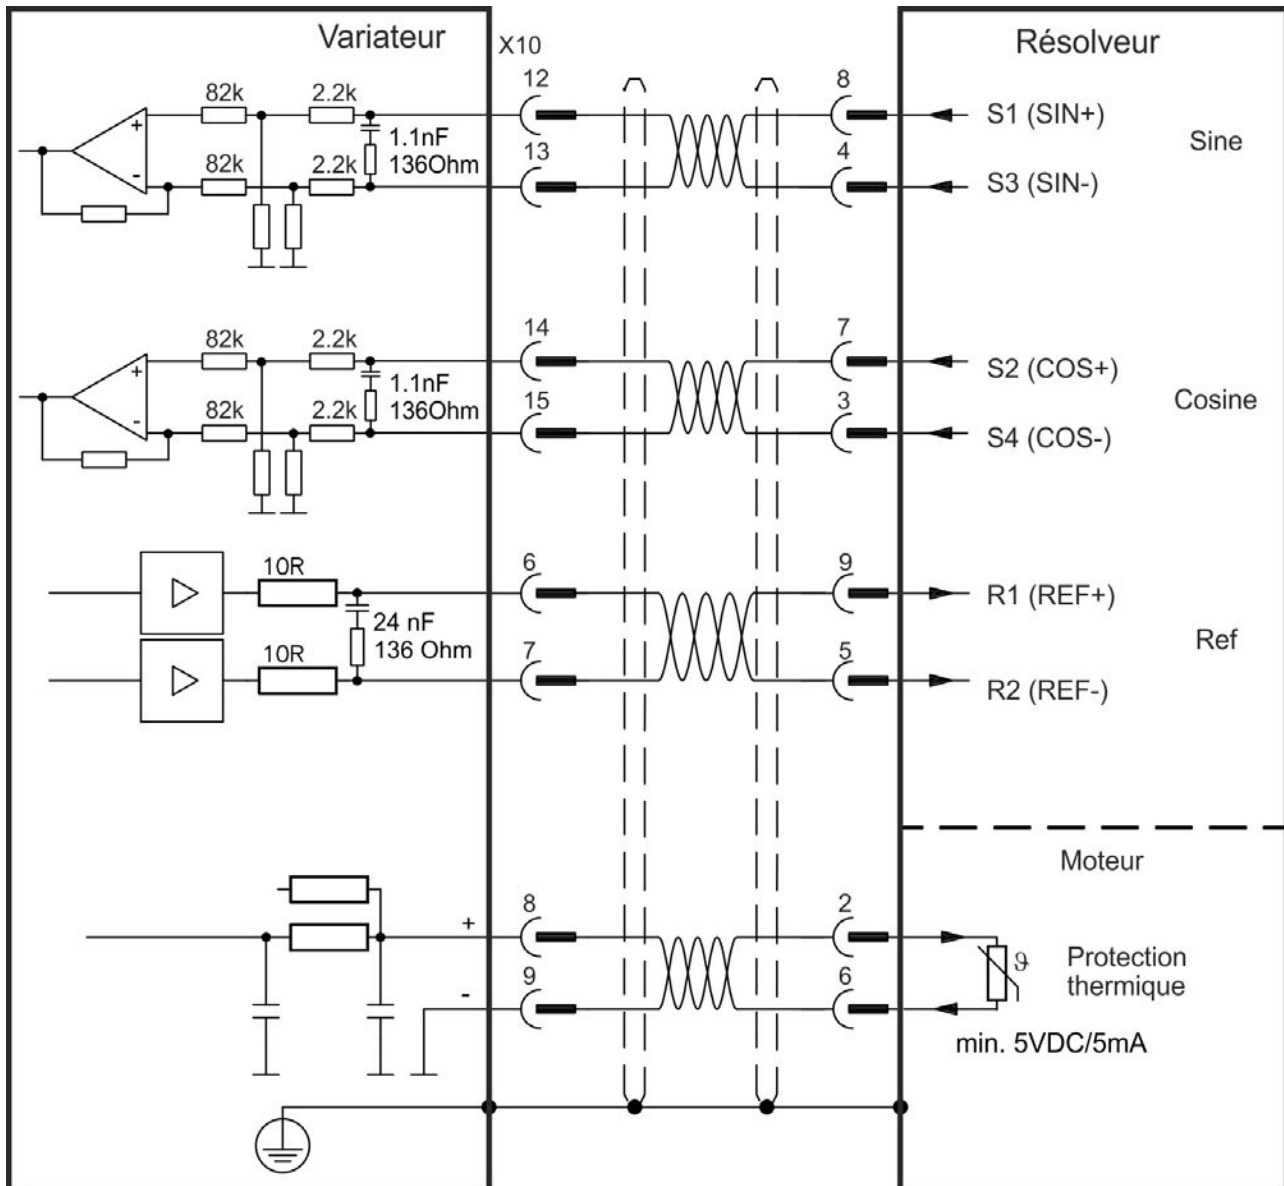 Variateur
X10
Résolveur
12
8
82k
2.2k
S1 (SIN+)
+
1.1nF
136Ohm
Sine
13
4
-
82k
2.2k
S3 (SIN-)
14
7
82k
2.2k
S2 (COS+)
+
1.1nF
136Ohm
Cosine
15
3
-
82k
2.2k
S4 (COS-)
6
9
10R
R1 (REF+)
24 nF
136 Ohm
Ref
7
5
10R
R2 (REF-)
Moteur
8
2
+
9
6
-
ϑ
Protection
thermique
min. 5VDC/5mA